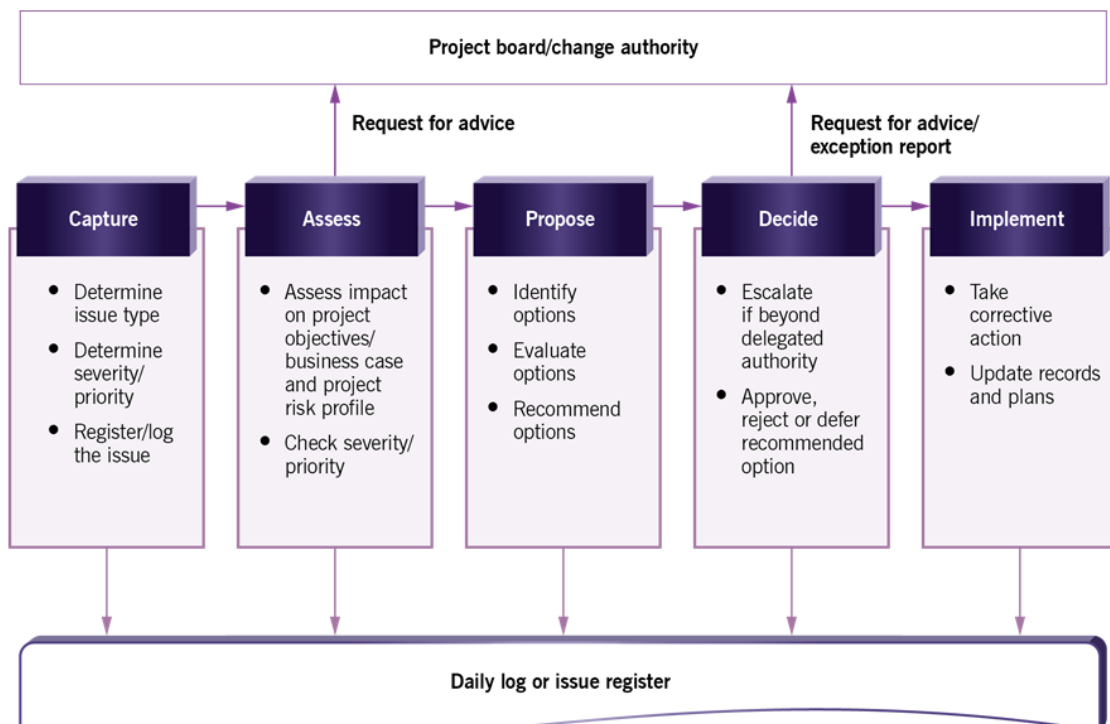 Project board/change authority
Request for advice
Request for advice/
exception report
Capture
Assess
Propose
Decide
Implement
• Determine
issue type
• Determine
severity/
priority
• Register/log
the issue
• Assess impact
on project
objectives/
business case
and project
risk profile
• Check severity/
priority
• Identify
options
• Evaluate
options
• Recommend
options
• Escalate
if beyond
delegated
authority
• Approve,
reject or defer
recommended
option
• Take
corrective
action
• Update records
and plans
Daily log or issue register